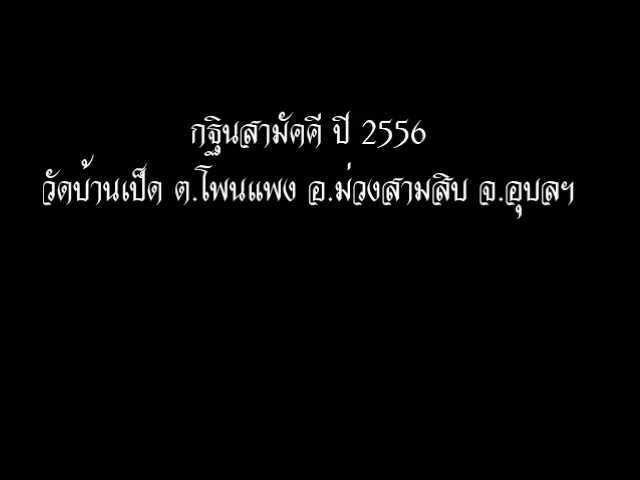 กฐินสามัคคี ปี 2556
วัดบ้านเป็ด ต.โพนแพง อ.ม่วงสามสิบ จ.อุบลฯ